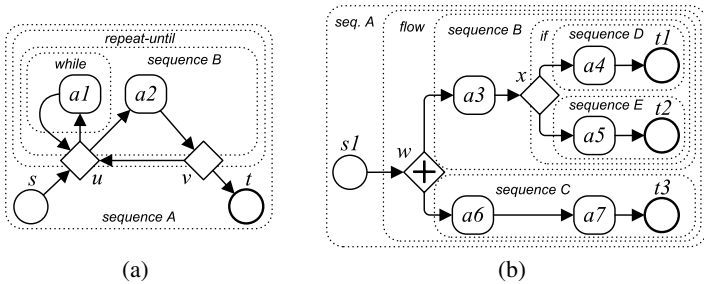 repeat-until
sequence B
while
a1
a2
s
u
v
t
sequence A
(a)
seq. A
flow
sequence B
if
sequence D
t1
a4
x
a3
sequence E
t2
a5
s1
w
sequence C
t3
a6
a7
(b)